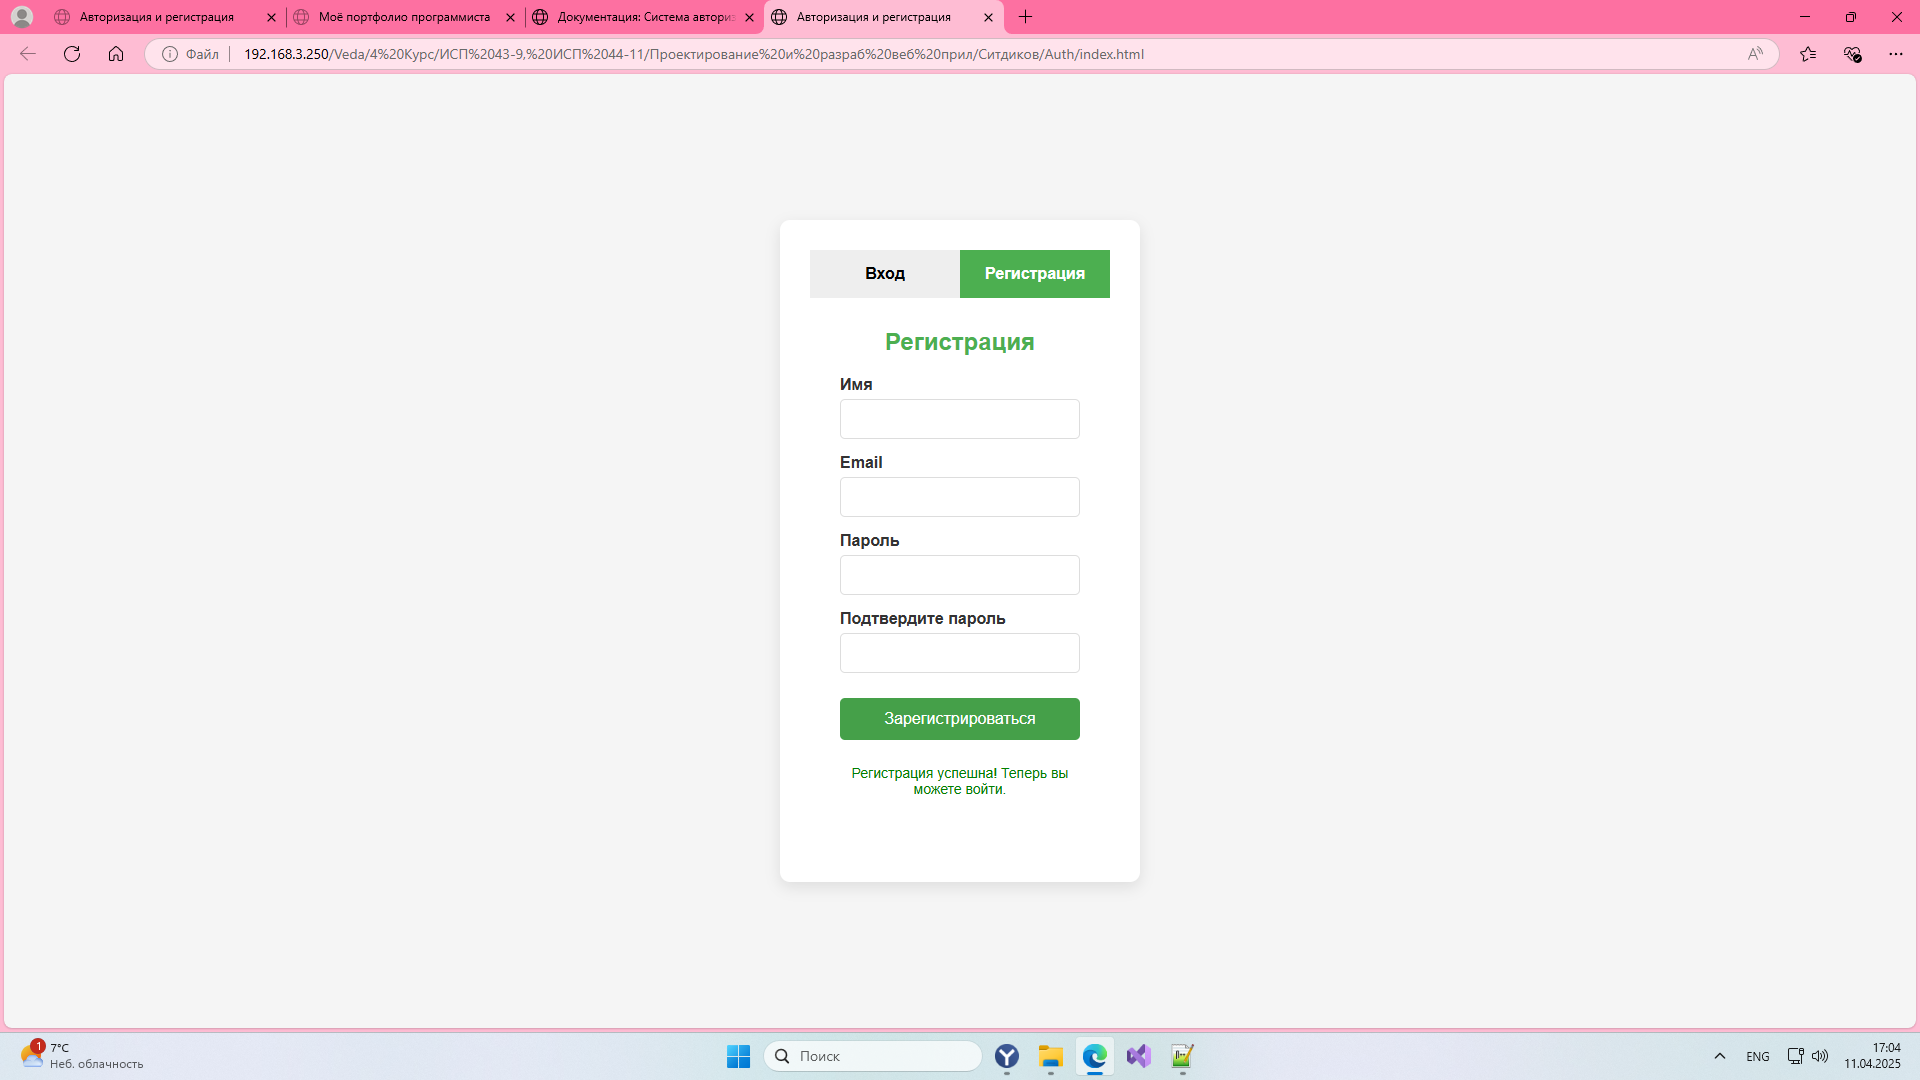 Авторизация и регистрация
Моё портфолио программиста
Документация: Система автори
Авторизация и регистрация
Файл
192.168.3.250/Veda/4%20Курс/ИСП%2043-9,%20ИСП%2044-11/Проектирование%20и%20разраб%20веб%20прил/Ситдиков/Auth/index.html
Вход
Регистрация
Регистрация
Имя
Email
Пароль
Подтвердите пароль
Зарегистрироваться
Регистрация успешна! Теперь вы
можете войти.
1
7°C
Неб. облачность
Поиск
ENG
17:04
11.04.2025